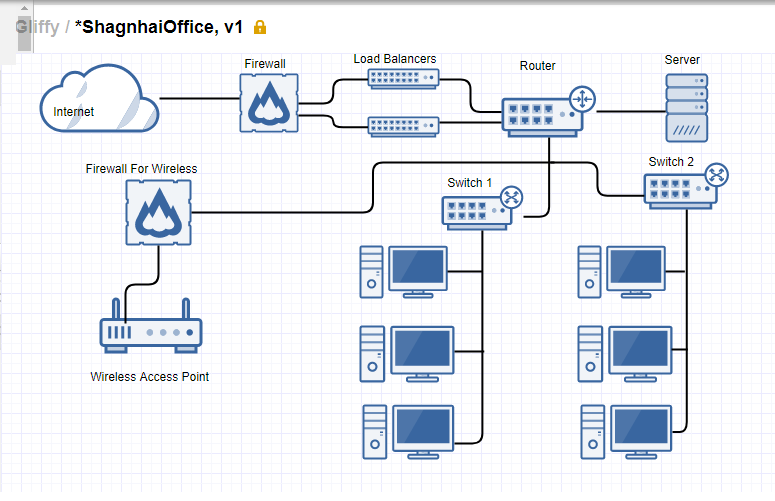 Gliffy / *ShagnhaiOffice, v1
Internet
Firewall
Load Balancers
Router
Server
Firewall For Wireless
Switch 1
Switch 2
Wireless Access Point